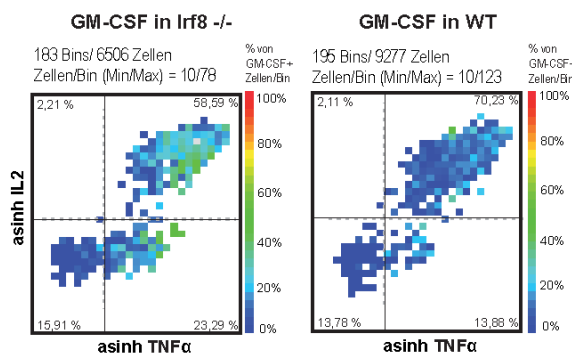 GM-CSF in Irf8 -/-
183 Bins/ 6506 Zellen
Zellen/Bin (Min/Max) = 10/78
% von
GM-CSF+
Zellen/Bin
2,21 %
58,59 %
15,91 %
23,29 %
100%
80%
60%
40%
20%
0%
asinh IL2
asinh TNFα
GM-CSF in WT
195 Bins/ 9277 Zellen
Zellen/Bin (Min/Max) = 10/123
% von
GM-CSF-
Zellen/Bin
2,11 %
70,23 %
13,78 %
13,88 %
100%
80%
60%
40%
20%
0%
asinh TNFα